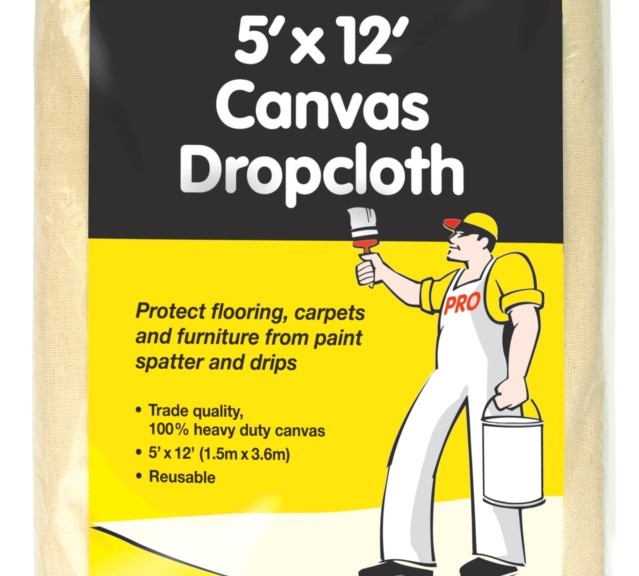 5' x 12'
Canvas
Dropcloth
PRO
Protect flooring, carpets
and furniture from paint
spatter and drips
• Trade quality,
100% heavy duty canvas
• 5' x 12' (1.5m x 3.6m)
• Reusable